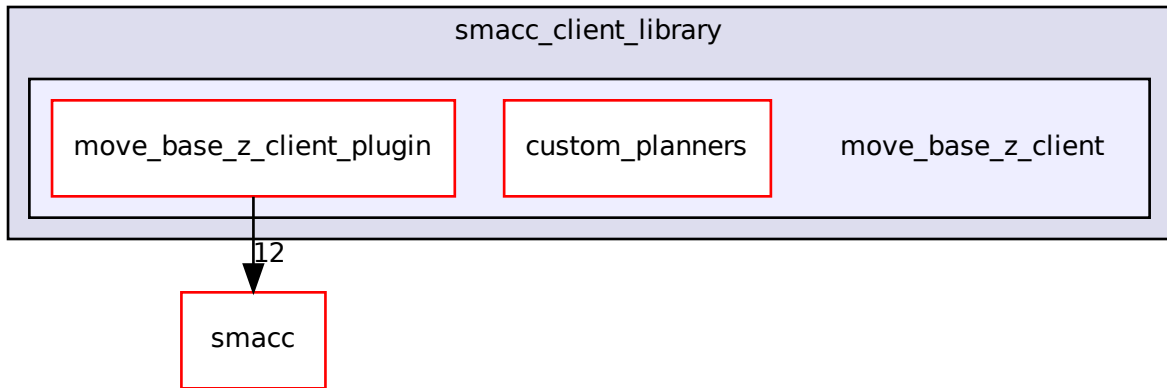 smacc_client_library
move_base_z_client_plugin
custom_planners
move_base_z_client
12
smacc